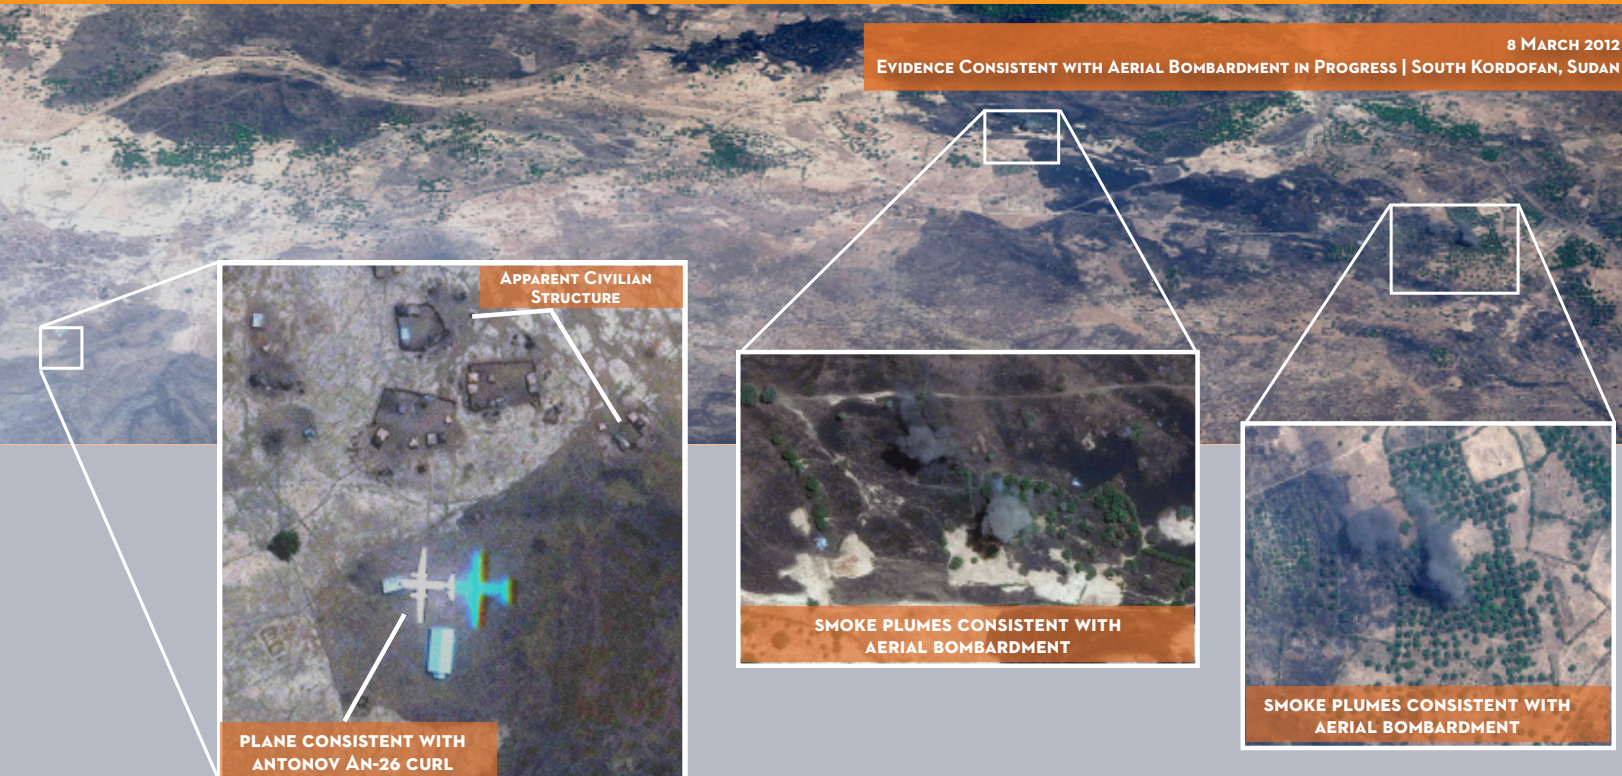 8 March 2012
Evidence Consistent with Aerial Bombardment in Progress | South Kordofan, Sudan
Apparent Civilian
Structure
Plane consistent with
Antonov An-26 Curl
Smoke plumes consistent with
aerial bombardment
Smoke plumes consistent with
aerial bombardment